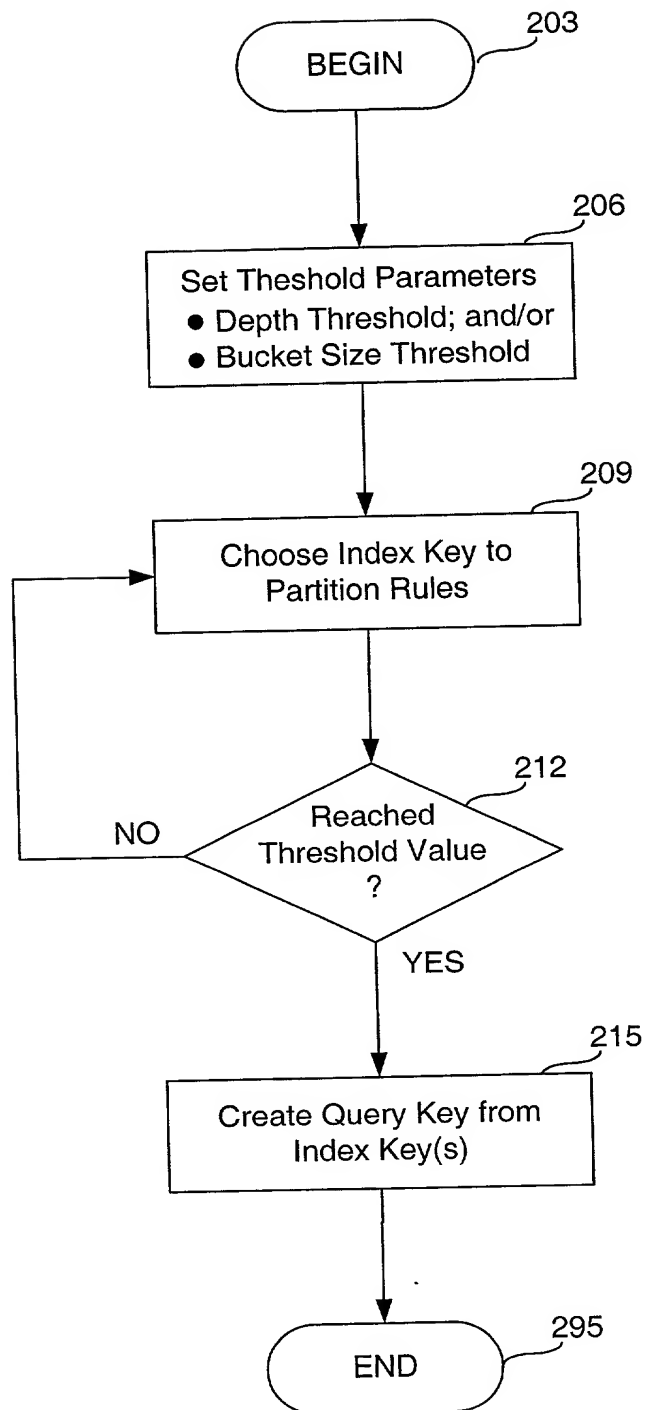 203
BEGIN
206
Set Theshold Parameters
● Depth Threshold; and/or
● Bucket Size Threshold
209
Choose Index Key to
Partition Rules
212
Reached
Threshold Value
?
NO
YES
215
Create Query Key from
Index Key(s)
295
END